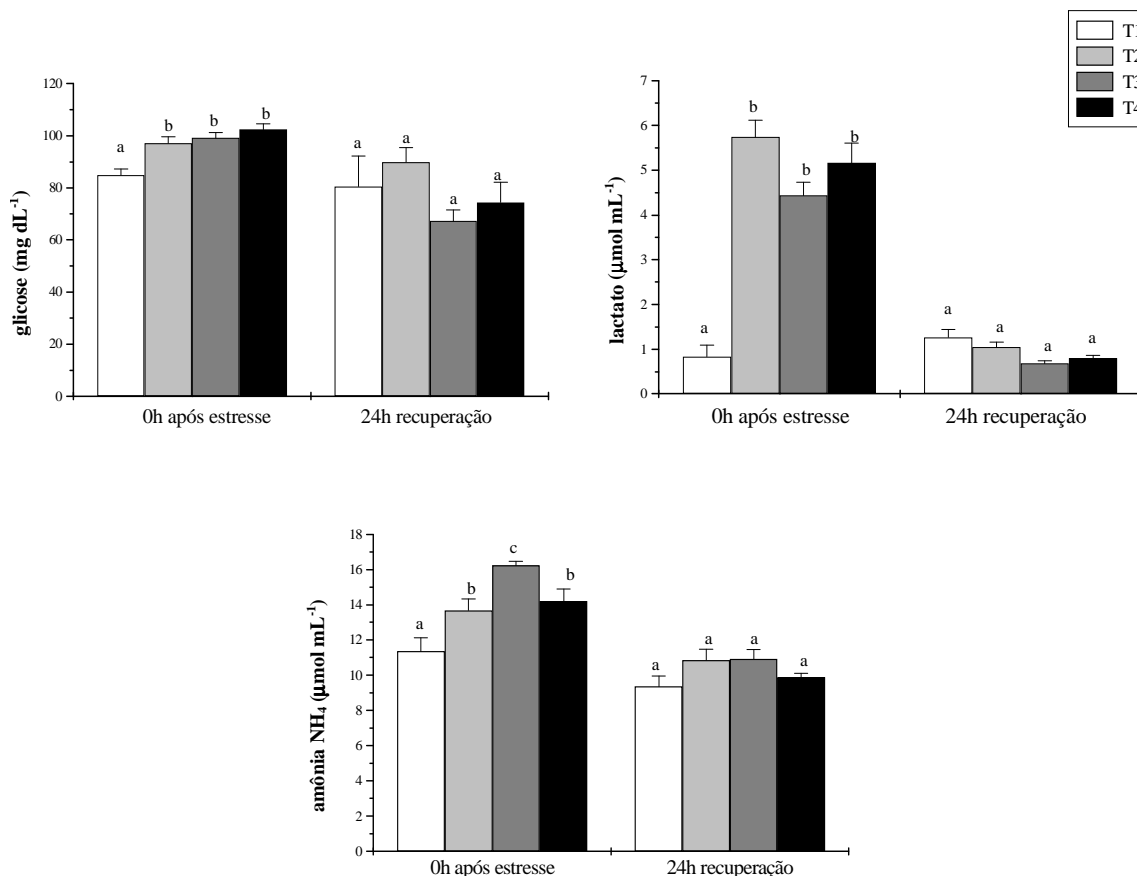 T1
T2
T3
T4
glicose (mg dL⁻¹)
120
100
80
60
40
20
0
a
b
b
b
a
a
a
a
0h após estresse
24h recuperação
lactato (μmol mL⁻¹)
7
6
5
4
3
2
1
0
a
b
b
b
a
a
a
a
0h após estresse
24h recuperação
amônia NH₄ (μmol mL⁻¹)
18
16
14
12
10
8
6
4
2
0
a
b
c
b
a
a
a
a
0h após estresse
24h recuperação